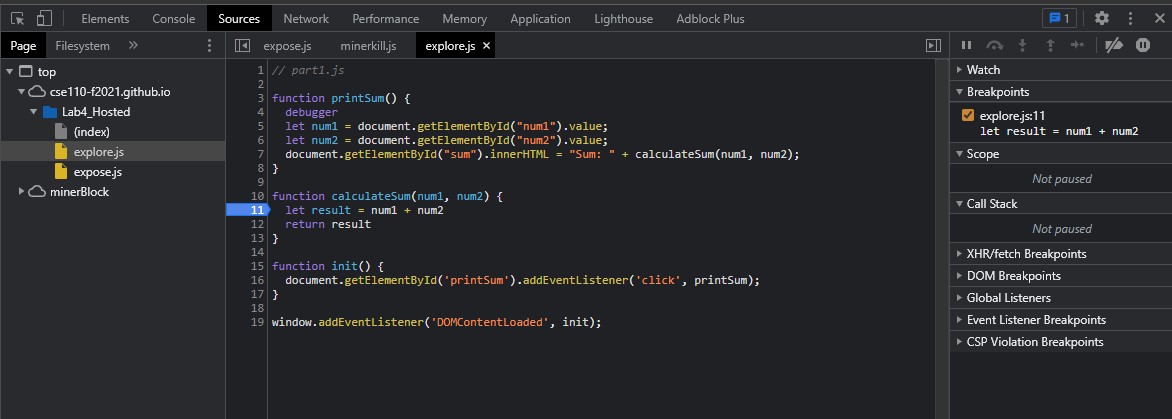 Elements Console Sources Network Performance Memory Application Lighthouse Adblock Plus 1
Page Filesystem »
top
cse110-f2021.github.io
Lab4_Hosted
(index)
explore.js
expose.js
minerBlock
expose.js minerkill.js explore.js ×
1 // part1.js
2
3 function printSum() {
4   debugger
5   let num1 = document.getElementById("num1").value;
6   let num2 = document.getElementById("num2").value;
7   document.getElementById("sum").innerHTML = "Sum: " + calculateSum(num1, num2);
8 }
9
10 function calculateSum(num1, num2) {
11   let result = num1 + num2
12   return result
13 }
14
15 function init() {
16   document.getElementById('printSum').addEventListener('click', printSum);
17 }
18
19 window.addEventListener('DOMContentLoaded', init);
Watch
Breakpoints
explore.js:11
let result = num1 + num2
Scope
Not paused
Call Stack
Not paused
XHR/fetch Breakpoints
DOM Breakpoints
Global Listeners
Event Listener Breakpoints
CSP Violation Breakpoints